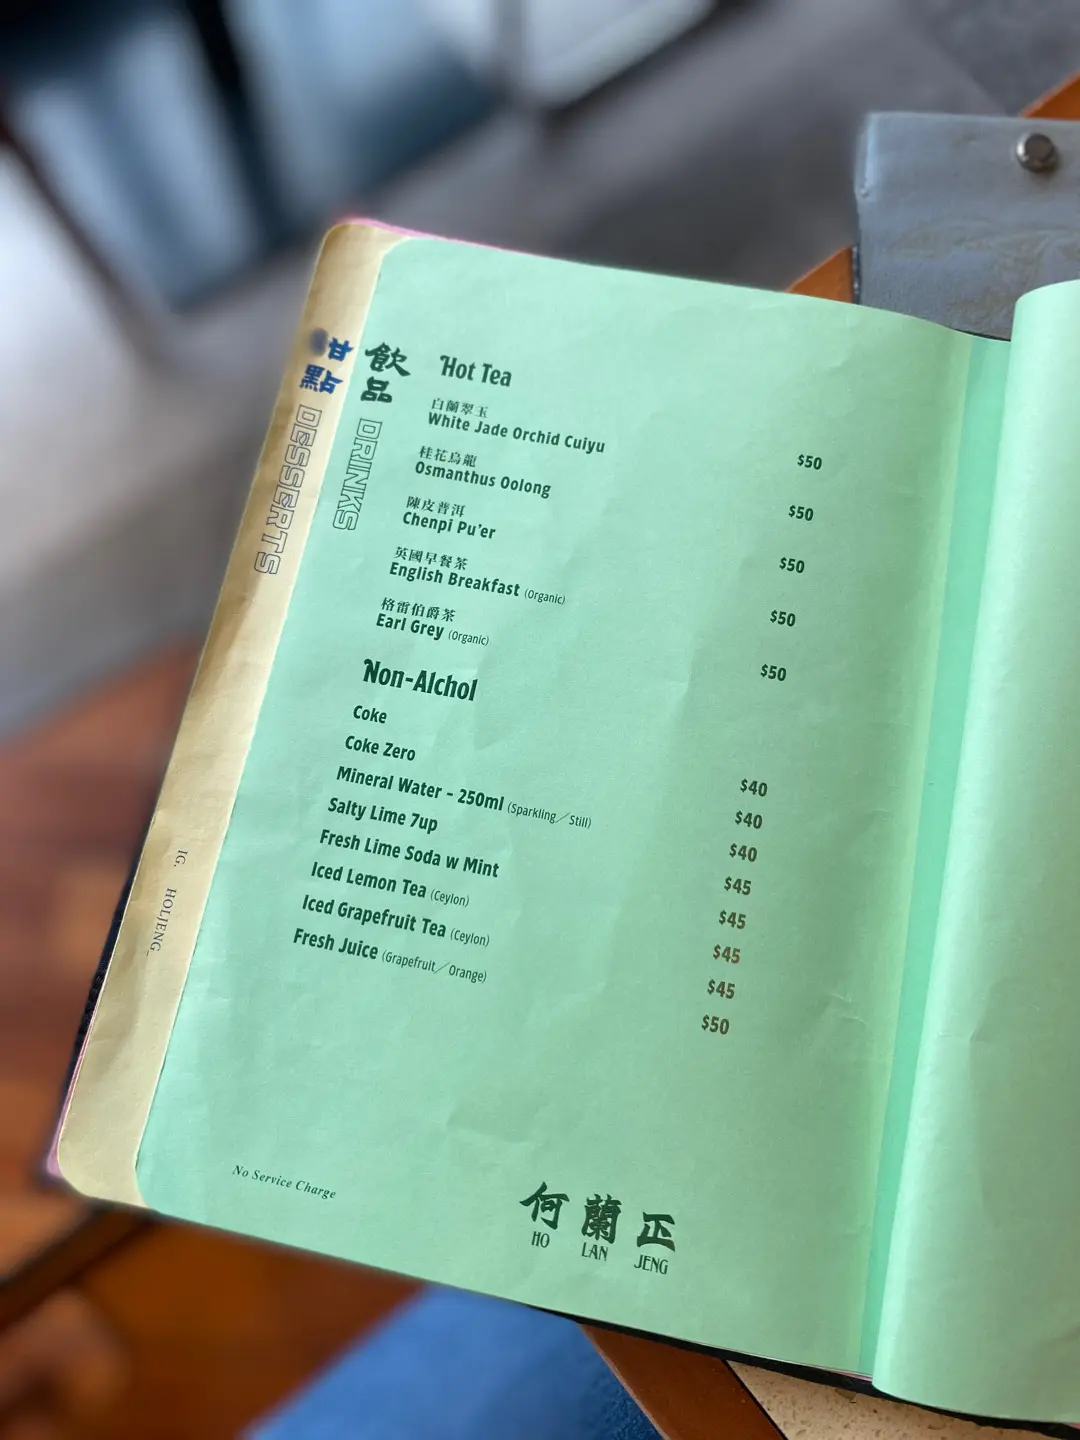 甜點 DESSERTS
飲品 DRINKS
Hot Tea
白蘭翠玉
White Jade Orchid Cuiyu $50
桂花烏龍
Osmanthus Oolong $50
陳皮普洱
Chenpi Pu'er $50
英國早餐茶
English Breakfast (Organic) $50
格雷伯爵茶
Earl Grey (Organic) $50
Non-Alchol
Coke $40
Coke Zero $40
Mineral Water - 250ml (Sparkling／Still) $40
Salty Lime 7up $45
Fresh Lime Soda w Mint $45
Iced Lemon Tea (Ceylon) $45
Iced Grapefruit Tea (Ceylon) $45
Fresh Juice (Grapefruit／Orange) $50
IG. HOLJENG_
No Service Charge
何 蘭 正
HO LAN JENG